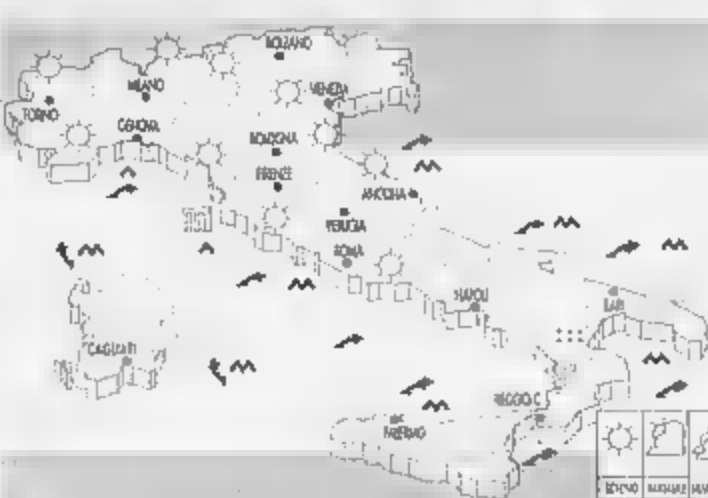 BOLZANO
MILANO
VENEZIA
TORINO
GENOVA
BOLOGNA
FIRENZE
ANCONA
PERUGIA
ROMA
NAPOLI
BARI
CAGLIARI
REGGIO C.
PALERMO
SERENO